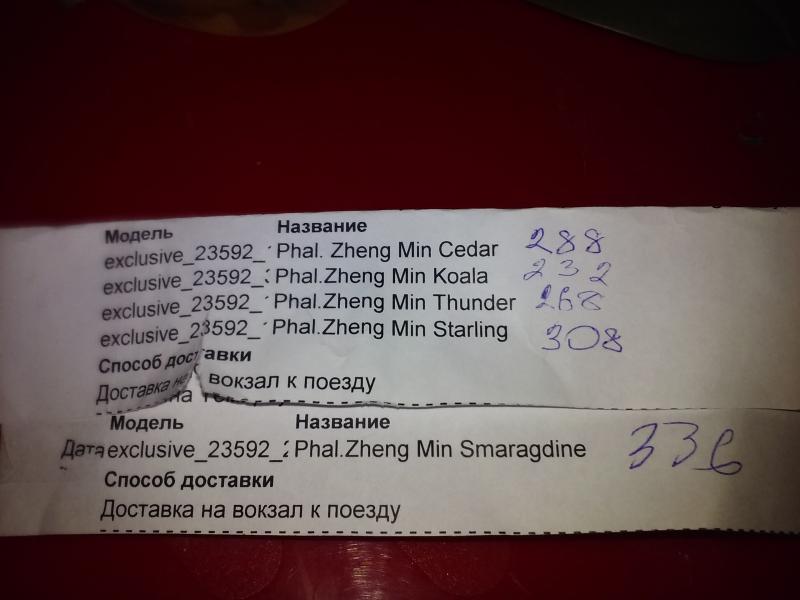 Модель Название
exclusive_23592_ Phal. Zheng Min Cedar 288
exclusive_23592_ Phal.Zheng Min Koala 232
exclusive_23592_ Phal.Zheng Min Thunder 268
exclusive_23592_ Phal.Zheng Min Starling 308
Способ доставки
Доставка на вокзал к поезду
Модель Название
Дата exclusive_23592_ Phal.Zheng Min Smaragdine 336
Способ доставки
Доставка на вокзал к поезду